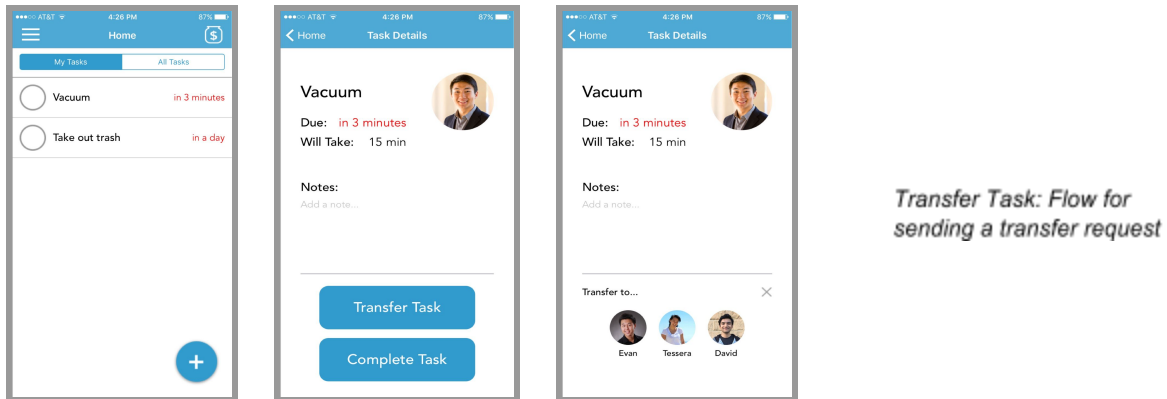 ●●●○○ AT&T 4:26 PM 87%
Home $
My Tasks All Tasks
Vacuum in 3 minutes
Take out trash in a day
+
●●●○○ AT&T 4:26 PM 87%
Home Task Details
Vacuum
Due: in 3 minutes
Will Take: 15 min
Notes:
Add a note...
Transfer Task
Complete Task
●●●○○ AT&T 4:26 PM 87%
Home Task Details
Vacuum
Due: in 3 minutes
Will Take: 15 min
Notes:
Add a note...
Transfer to...
Evan Tessera David
Transfer Task: Flow for
sending a transfer request